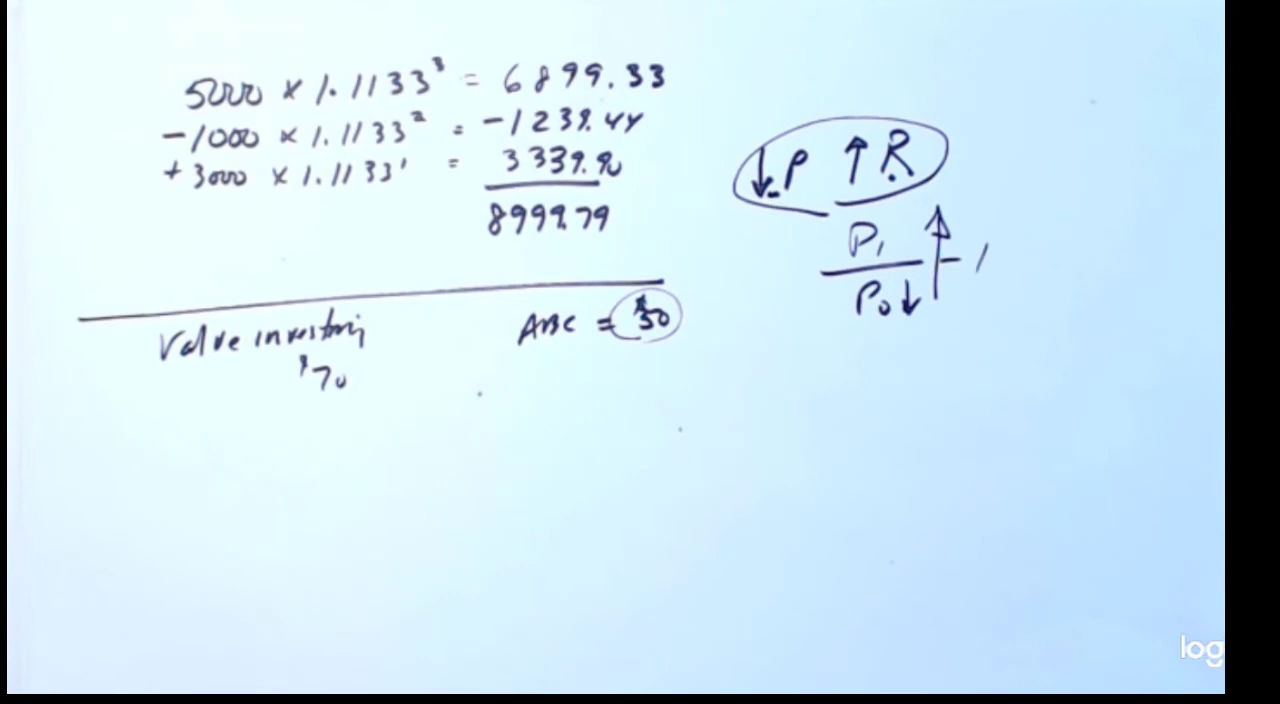 5000 × 1.1133³ = 6899.33
-1000 × 1.1133² = -1239.44
+3000 × 1.1133¹ = 3339.90
8999.79
↓P ↑R
P₁
- 1
P₀↓
Value investing
$70
ABC = $50
log